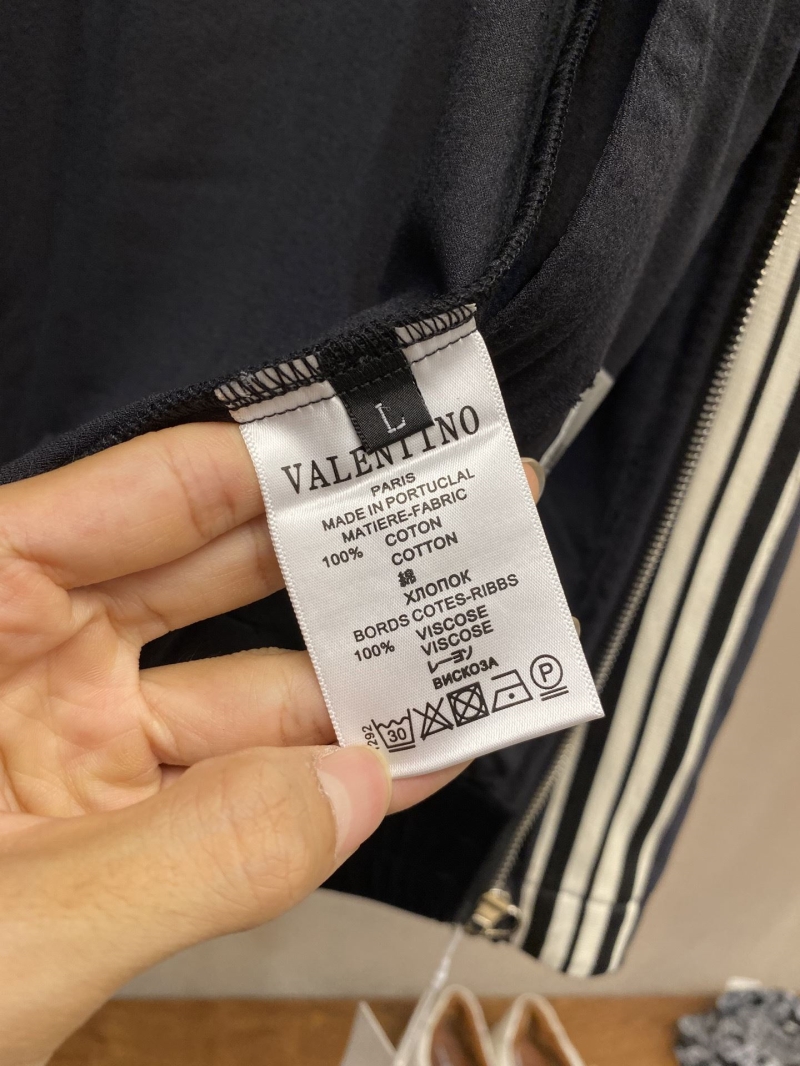 L
VALENTINO
PARIS
MADE IN PORTUCLAL
MATIERE-FABRIC
100% COTON
COTTON
綿
ХЛОПОК
BORDS COTES-RIBBS
100% VISCOSE
VISCOSE
レーヨン
ВИСКОЗА
30
P